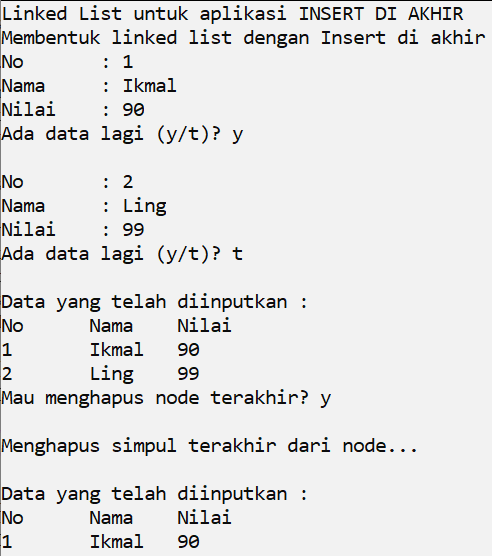 Linked List untuk aplikasi INSERT DI AKHIR
Membentuk linked list dengan Insert di akhir
No : 1
Nama : Ikmal
Nilai : 90
Ada data lagi (y/t)? y
No : 2
Nama : Ling
Nilai : 99
Ada data lagi (y/t)? t
Data yang telah diinputkan :
No Nama Nilai
1 Ikmal 90
2 Ling 99
Mau menghapus node terakhir? y
Menghapus simpul terakhir dari node...
Data yang telah diinputkan :
No Nama Nilai
1 Ikmal 90